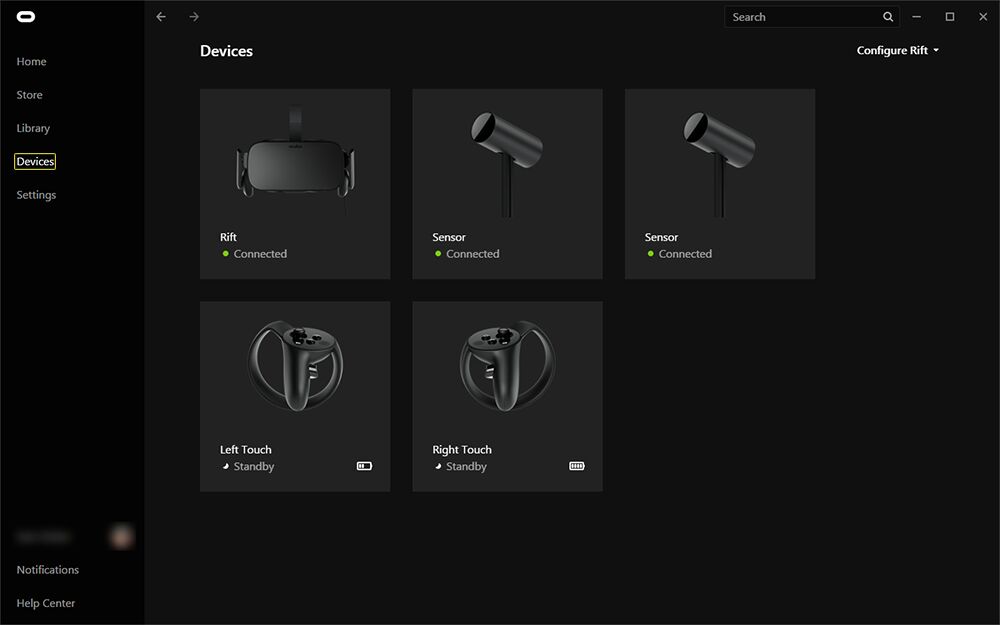 Search
Devices
Configure Rift
Home
Store
Library
Devices
Settings
Rift
Connected
Sensor
Connected
Sensor
Connected
Left Touch
Standby
Right Touch
Standby
Notifications
Help Center